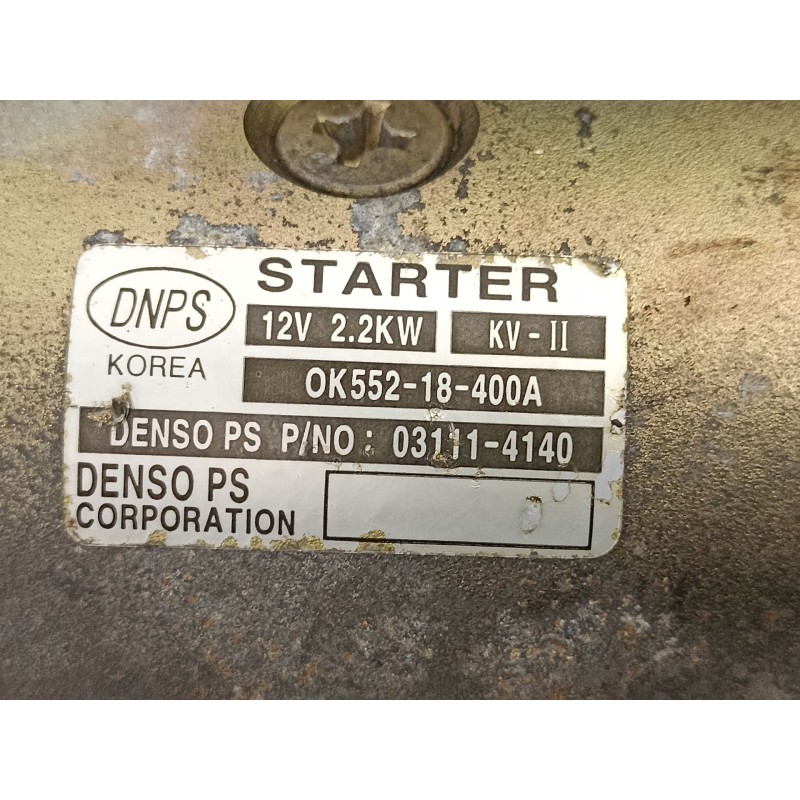 DNPS
KOREA
STARTER
12V 2.2KW
KV-II
OK552-18-400A
DENSO PS P/NO: 03111-4140
DENSO PS
CORPORATION